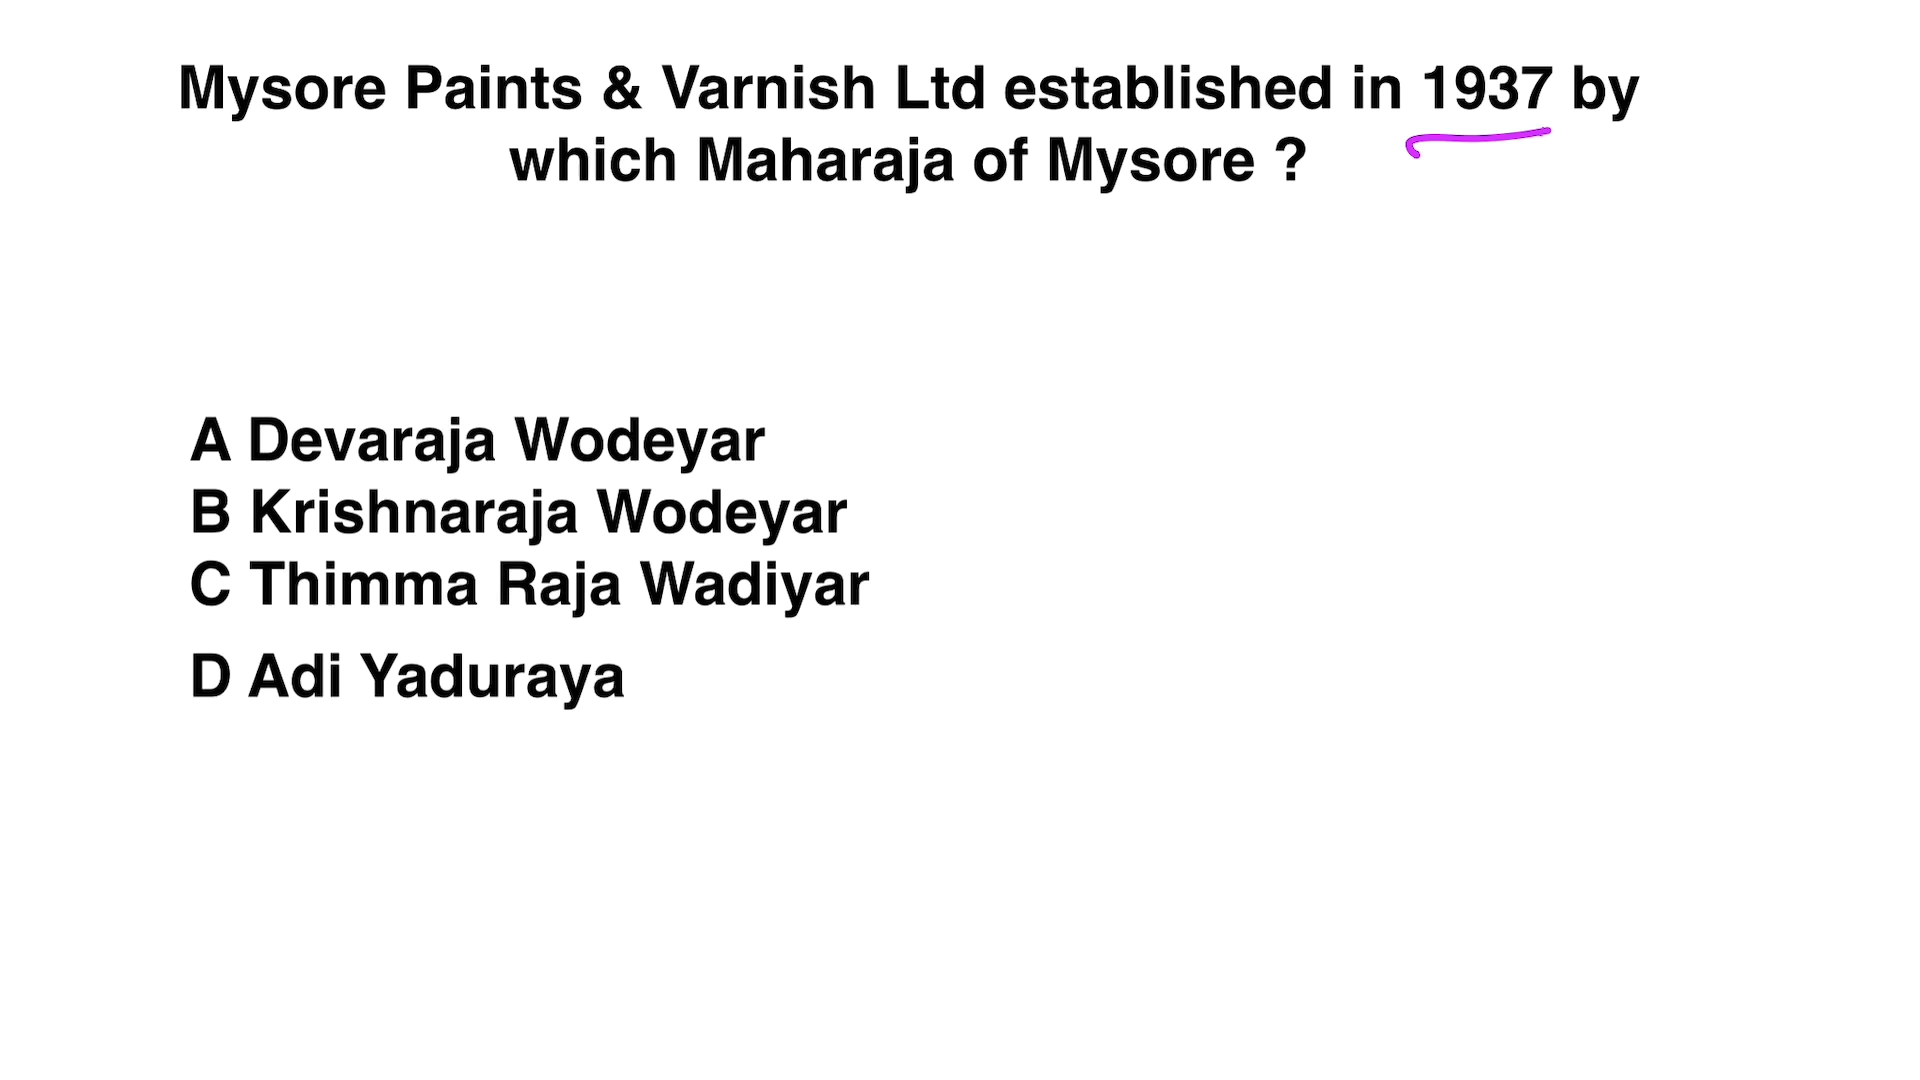 Mysore Paints & Varnish Ltd established in 1937 by
which Maharaja of Mysore ?
A Devaraja Wodeyar
B Krishnaraja Wodeyar
C Thimma Raja Wadiyar
D Adi Yaduraya